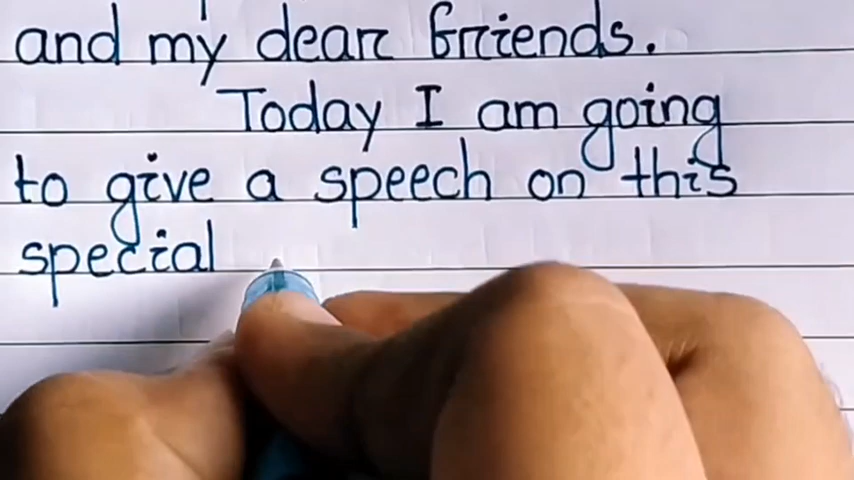 and my dear friends.
Today I am going
to give a speech on this
special